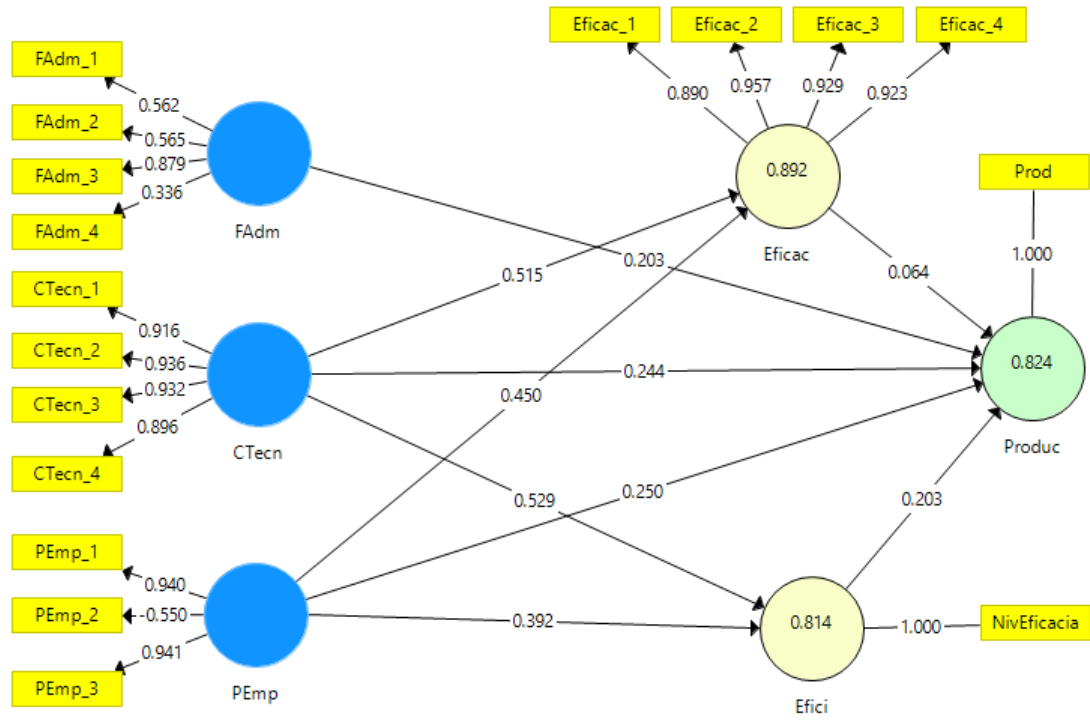 Eficac_1
Eficac_2
Eficac_3
Eficac_4
0.890
0.957
0.929
0.923
0.892
Eficac
FAdm_1
FAdm_2
FAdm_3
FAdm_4
0.562
0.565
0.879
0.336
FAdm
Prod
1.000
0.824
Produc
0.203
0.515
0.064
CTecn_1
CTecn_2
CTecn_3
CTecn_4
0.916
0.936
0.932
0.896
CTecn
0.244
0.450
0.529
0.250
0.203
PEmp_1
PEmp_2
PEmp_3
0.940
-0.550
0.941
PEmp
0.392
0.814
Efici
1.000
NivEficacia